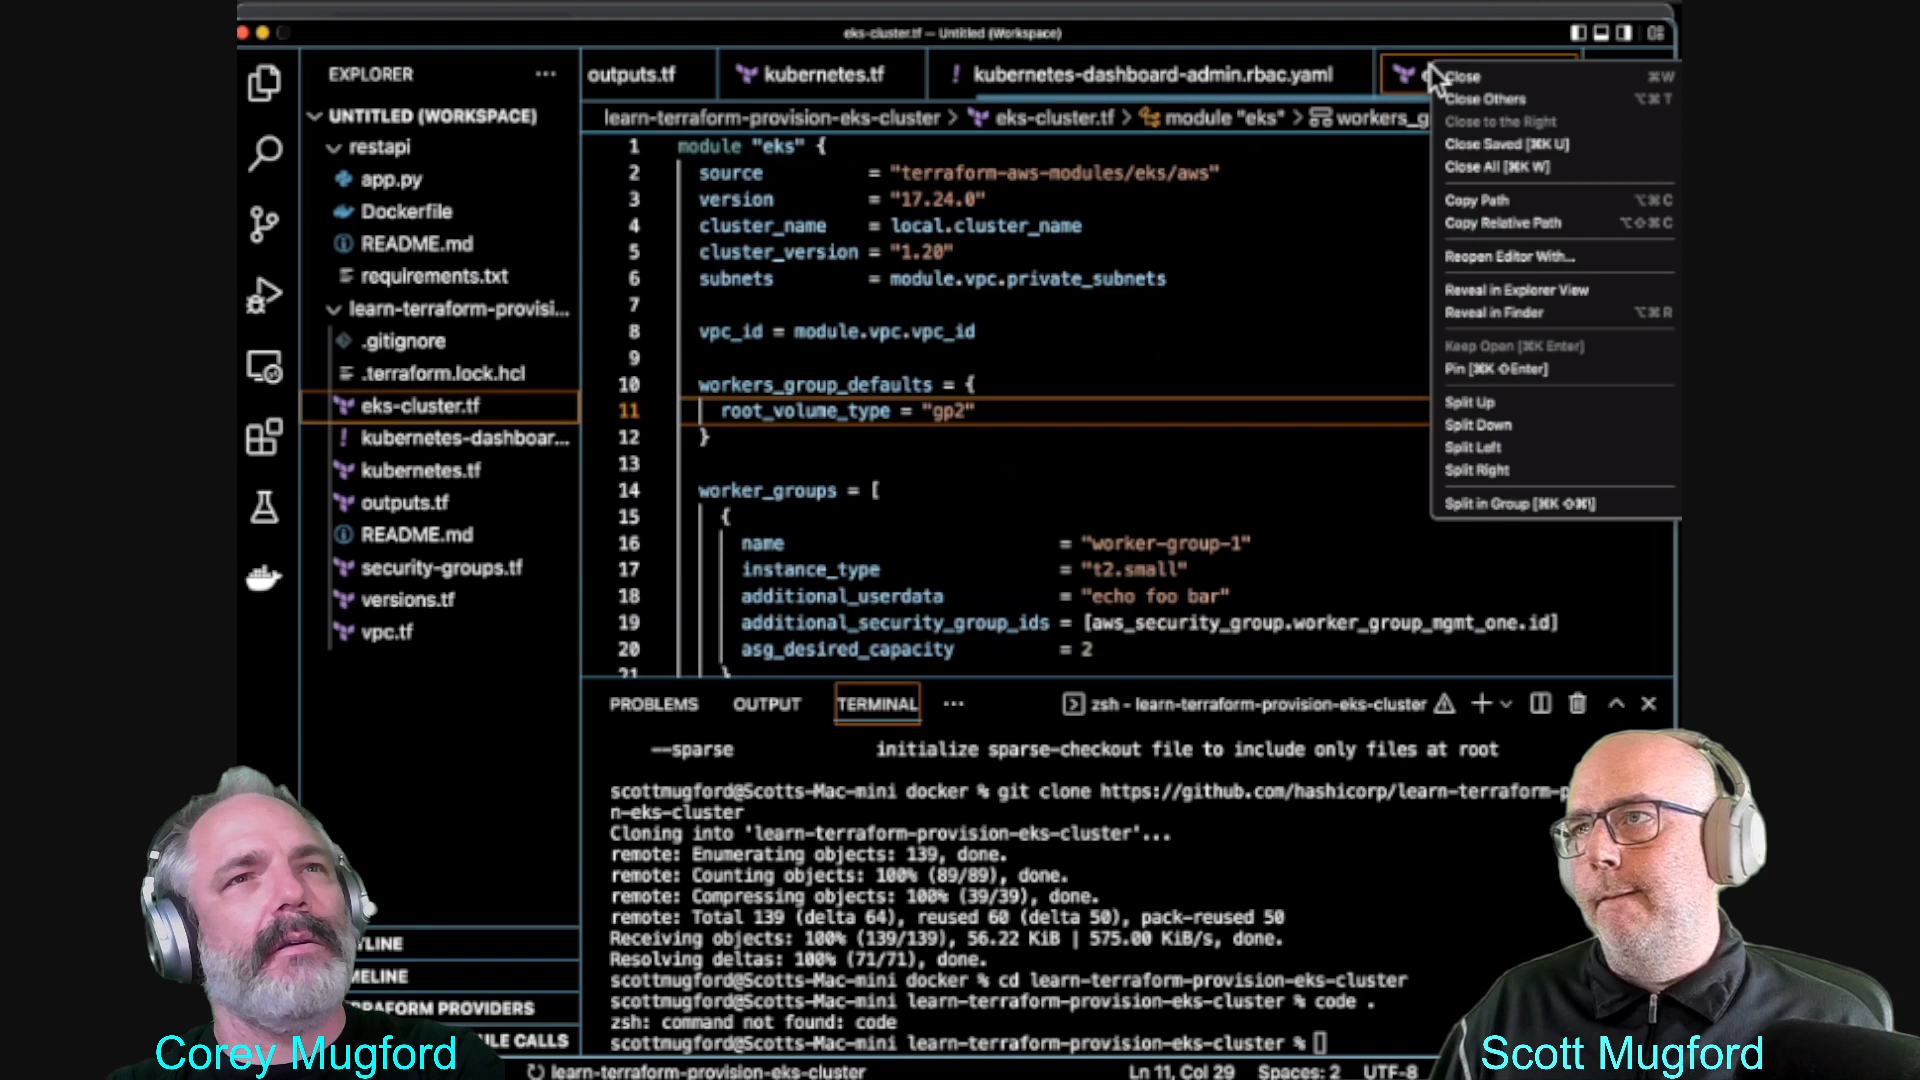 eks-cluster.tf — Untitled (Workspace)
EXPLORER
UNTITLED (WORKSPACE)
restapi
app.py
Dockerfile
README.md
requirements.txt
learn-terraform-provisi...
.gitignore
.terraform.lock.hcl
eks-cluster.tf
kubernetes-dashboar...
kubernetes.tf
outputs.tf
README.md
security-groups.tf
versions.tf
vpc.tf
LINE
MELINE
RAFORM PROVIDERS
ULE CALLS
outputs.tf
kubernetes.tf
! kubernetes-dashboard-admin.rbac.yaml
learn-terraform-provision-eks-cluster > eks-cluster.tf > module "eks" > workers_g
1 module "eks" {
2 source = "terraform-aws-modules/eks/aws"
3 version = "17.24.0"
4 cluster_name = local.cluster_name
5 cluster_version = "1.20"
6 subnets = module.vpc.private_subnets
7
8 vpc_id = module.vpc.vpc_id
9
10 workers_group_defaults = {
11 root_volume_type = "gp2"
12 }
13
14 worker_groups = [
15 {
16 name = "worker-group-1"
17 instance_type = "t2.small"
18 additional_userdata = "echo foo bar"
19 additional_security_group_ids = [aws_security_group.worker_group_mgmt_one.id]
20 asg_desired_capacity = 2
21 }
Close ⌘W
Close Others ⌥⌘T
Close to the Right
Close Saved [⌘K U]
Close All [⌘K W]
Copy Path ⌥⌘C
Copy Relative Path ⌥⇧⌘C
Reopen Editor With...
Reveal in Explorer View
Reveal in Finder ⌥⌘R
Keep Open [⌘K Enter]
Pin [⌘K ⇧Enter]
Split Up
Split Down
Split Left
Split Right
Split in Group [⌘K ⇧⌘\]
PROBLEMS OUTPUT TERMINAL ... zsh - learn-terraform-provision-eks-cluster
--sparse initialize sparse-checkout file to include only files at root
scottmugford@Scotts-Mac-mini docker % git clone https://github.com/hashicorp/learn-terraform-p
n-eks-cluster
Cloning into 'learn-terraform-provision-eks-cluster'...
remote: Enumerating objects: 139, done.
remote: Counting objects: 100% (89/89), done.
remote: Compressing objects: 100% (39/39), done.
remote: Total 139 (delta 64), reused 60 (delta 50), pack-reused 50
Receiving objects: 100% (139/139), 56.22 KiB | 575.00 KiB/s, done.
Resolving deltas: 100% (71/71), done.
scottmugford@Scotts-Mac-mini docker % cd learn-terraform-provision-eks-cluster
scottmugford@Scotts-Mac-mini learn-terraform-provision-eks-cluster % code .
zsh: command not found: code
scottmugford@Scotts-Mac-mini learn-terraform-provision-eks-cluster %
learn-terraform-provision-eks-cluster Ln 11, Col 29 Spaces: 2 UTF-8
Corey Mugford
Scott Mugford